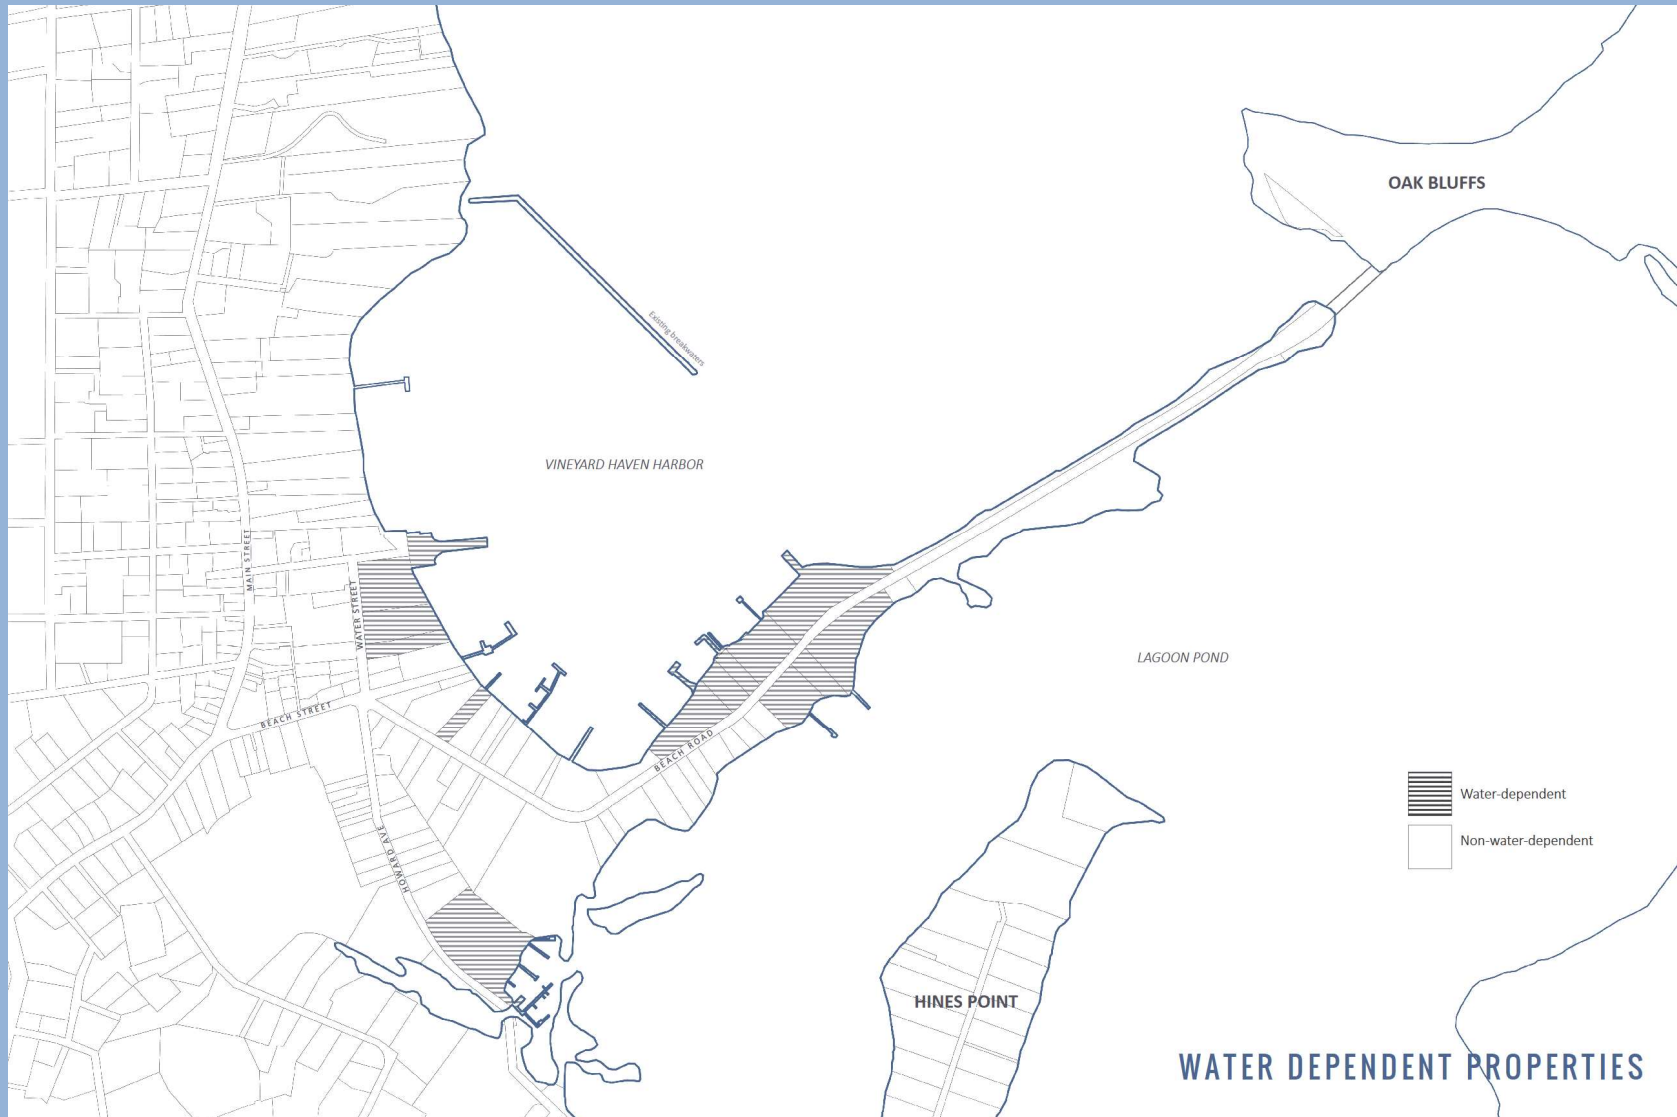 OAK BLUFFS
Existing breakwaters
VINEYARD HAVEN HARBOR
MAIN STREET
WATER STREET
LAGOON POND
BEACH STREET
BEACH ROAD
Water-dependent
Non-water-dependent
HOWARD AVE
HINES POINT
WATER DEPENDENT PROPERTIES